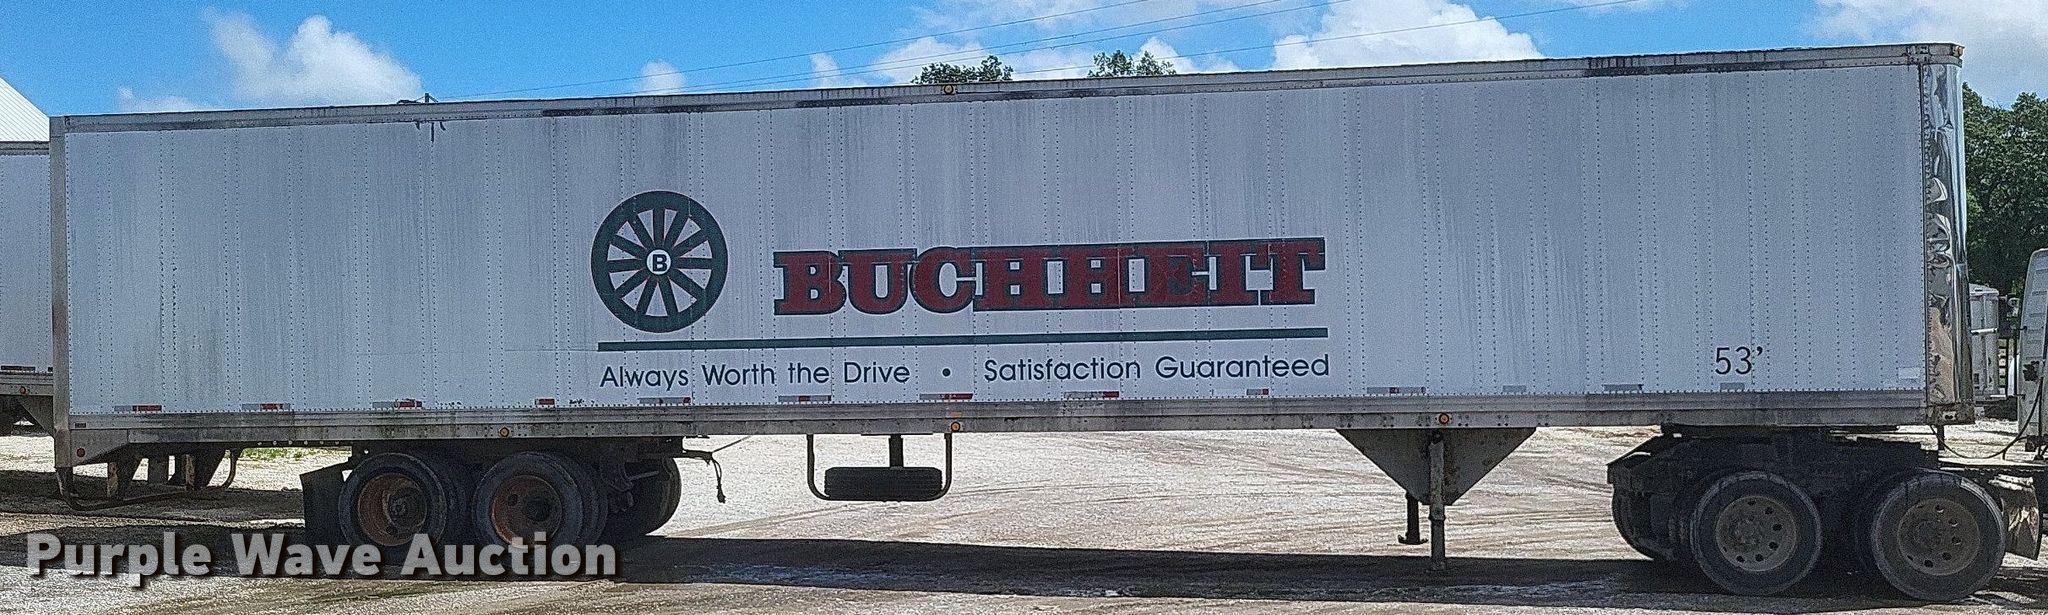 B
BUCHHEIT
Always Worth the Drive • Satisfaction Guaranteed
53'
Purple Wave Auction